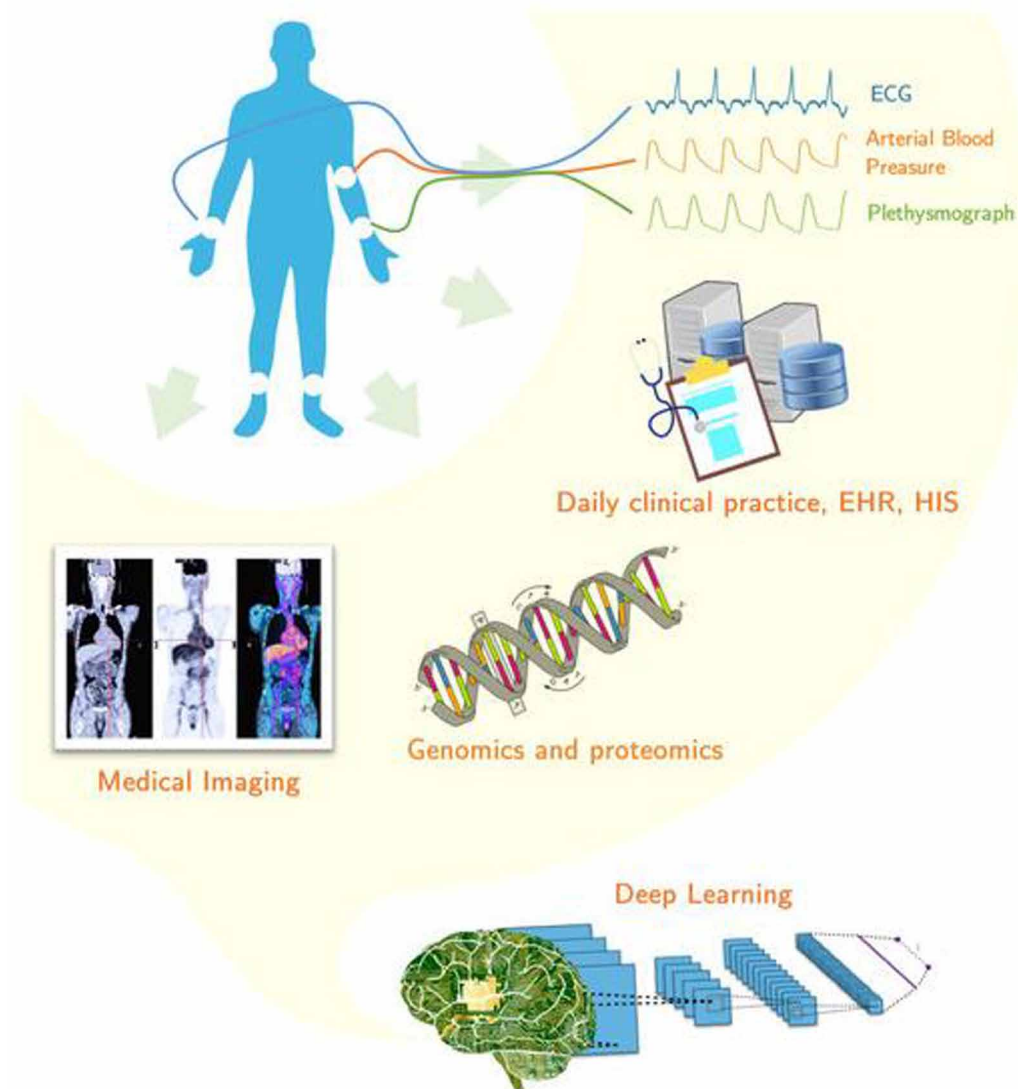 ECG
Arterial Blood
Preasure
Plethysmograph
Daily clinical practice, EHR, HIS
Genomics and proteomics
Medical Imaging
Deep Learning